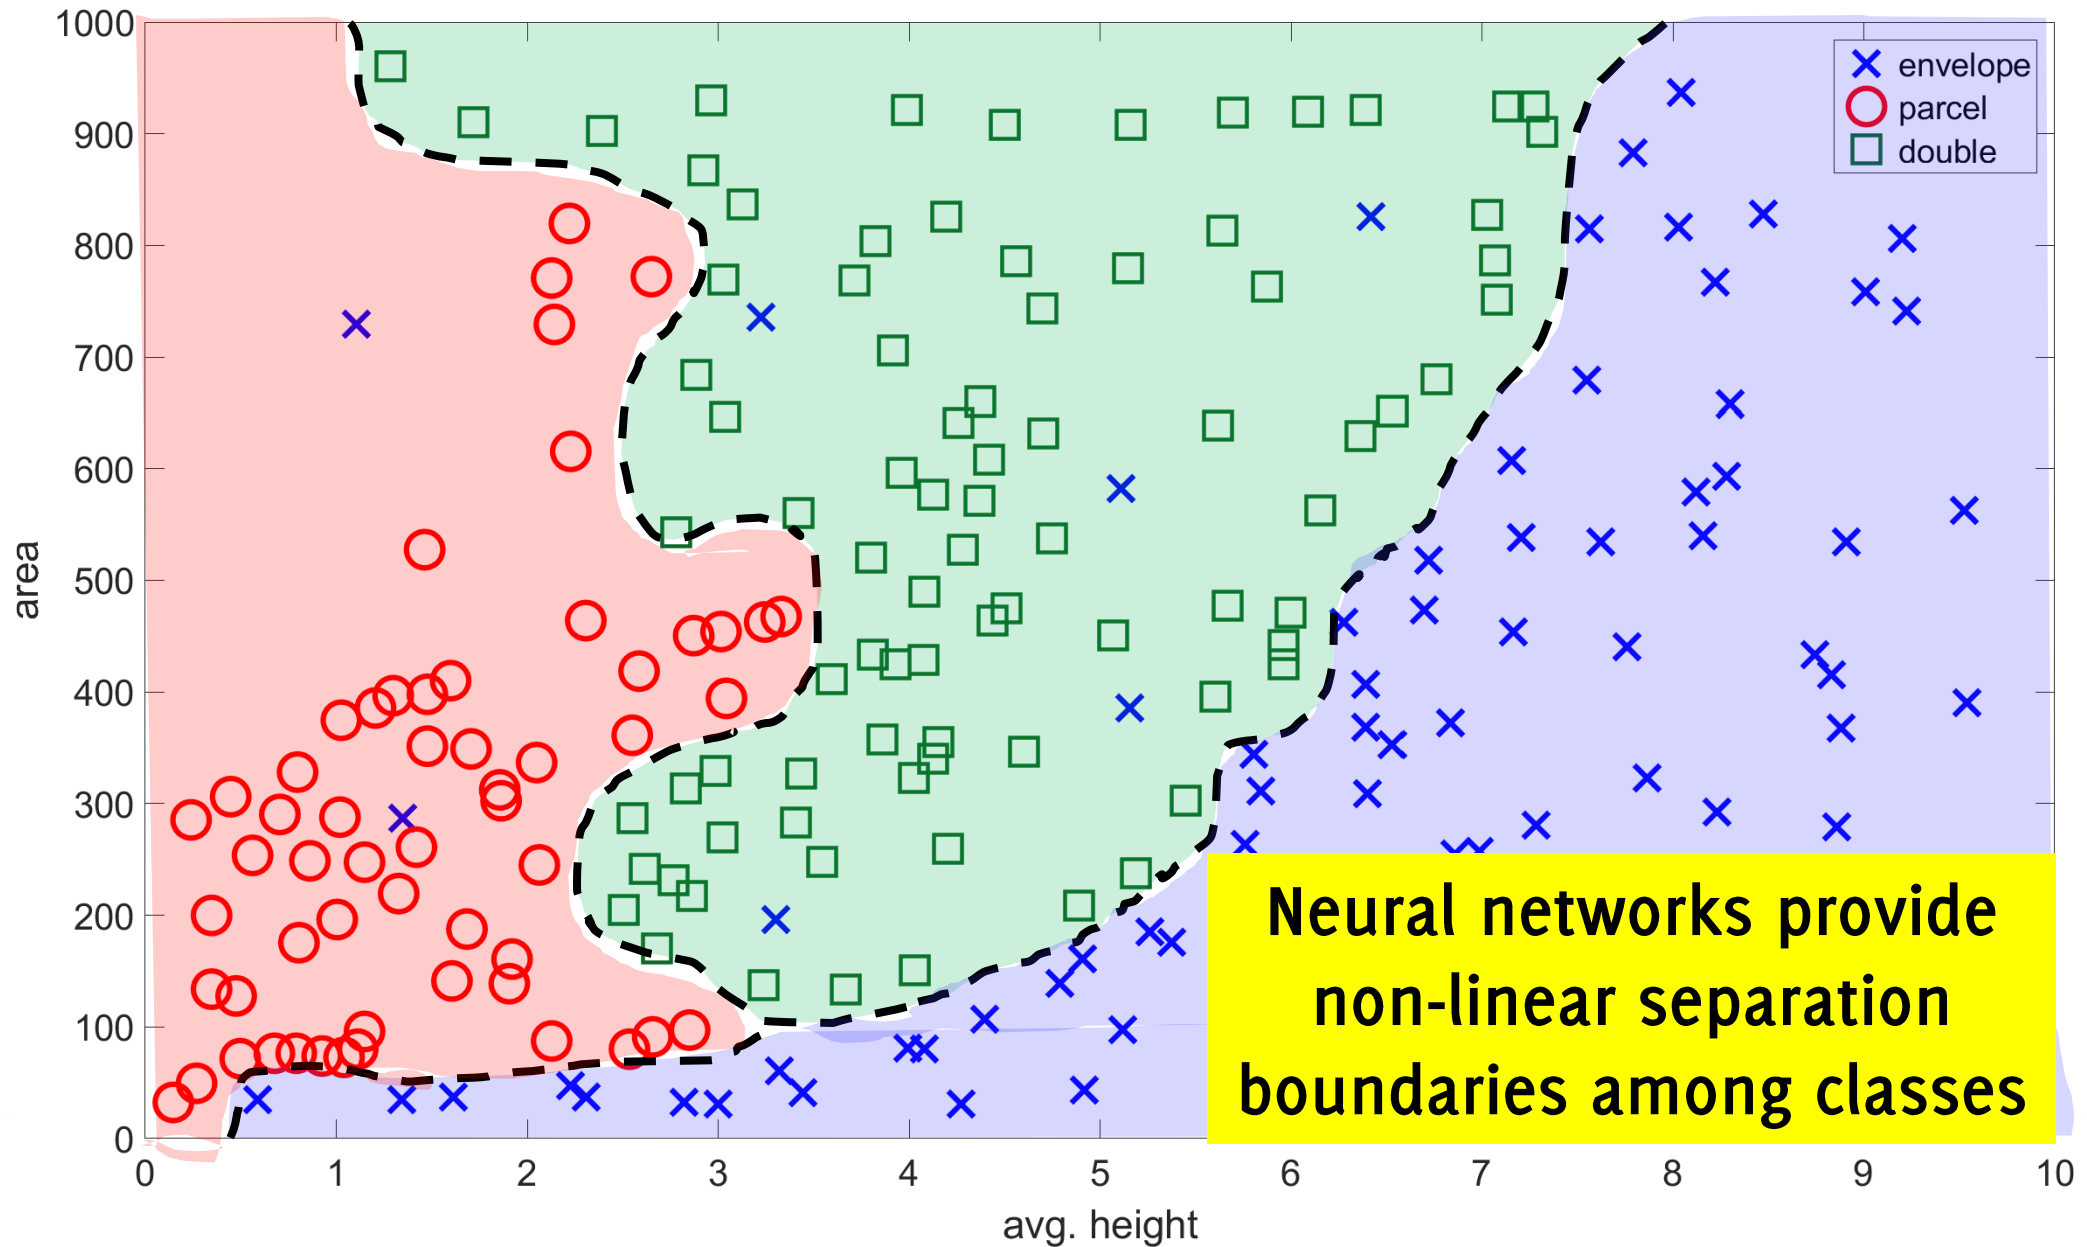 1000
900
800
700
600
500
400
300
200
100
0
area
envelope
parcel
double
Neural networks provide
non-linear separation
boundaries among classes
0 1 2 3 4 5 6 7 8 9 10
avg. height